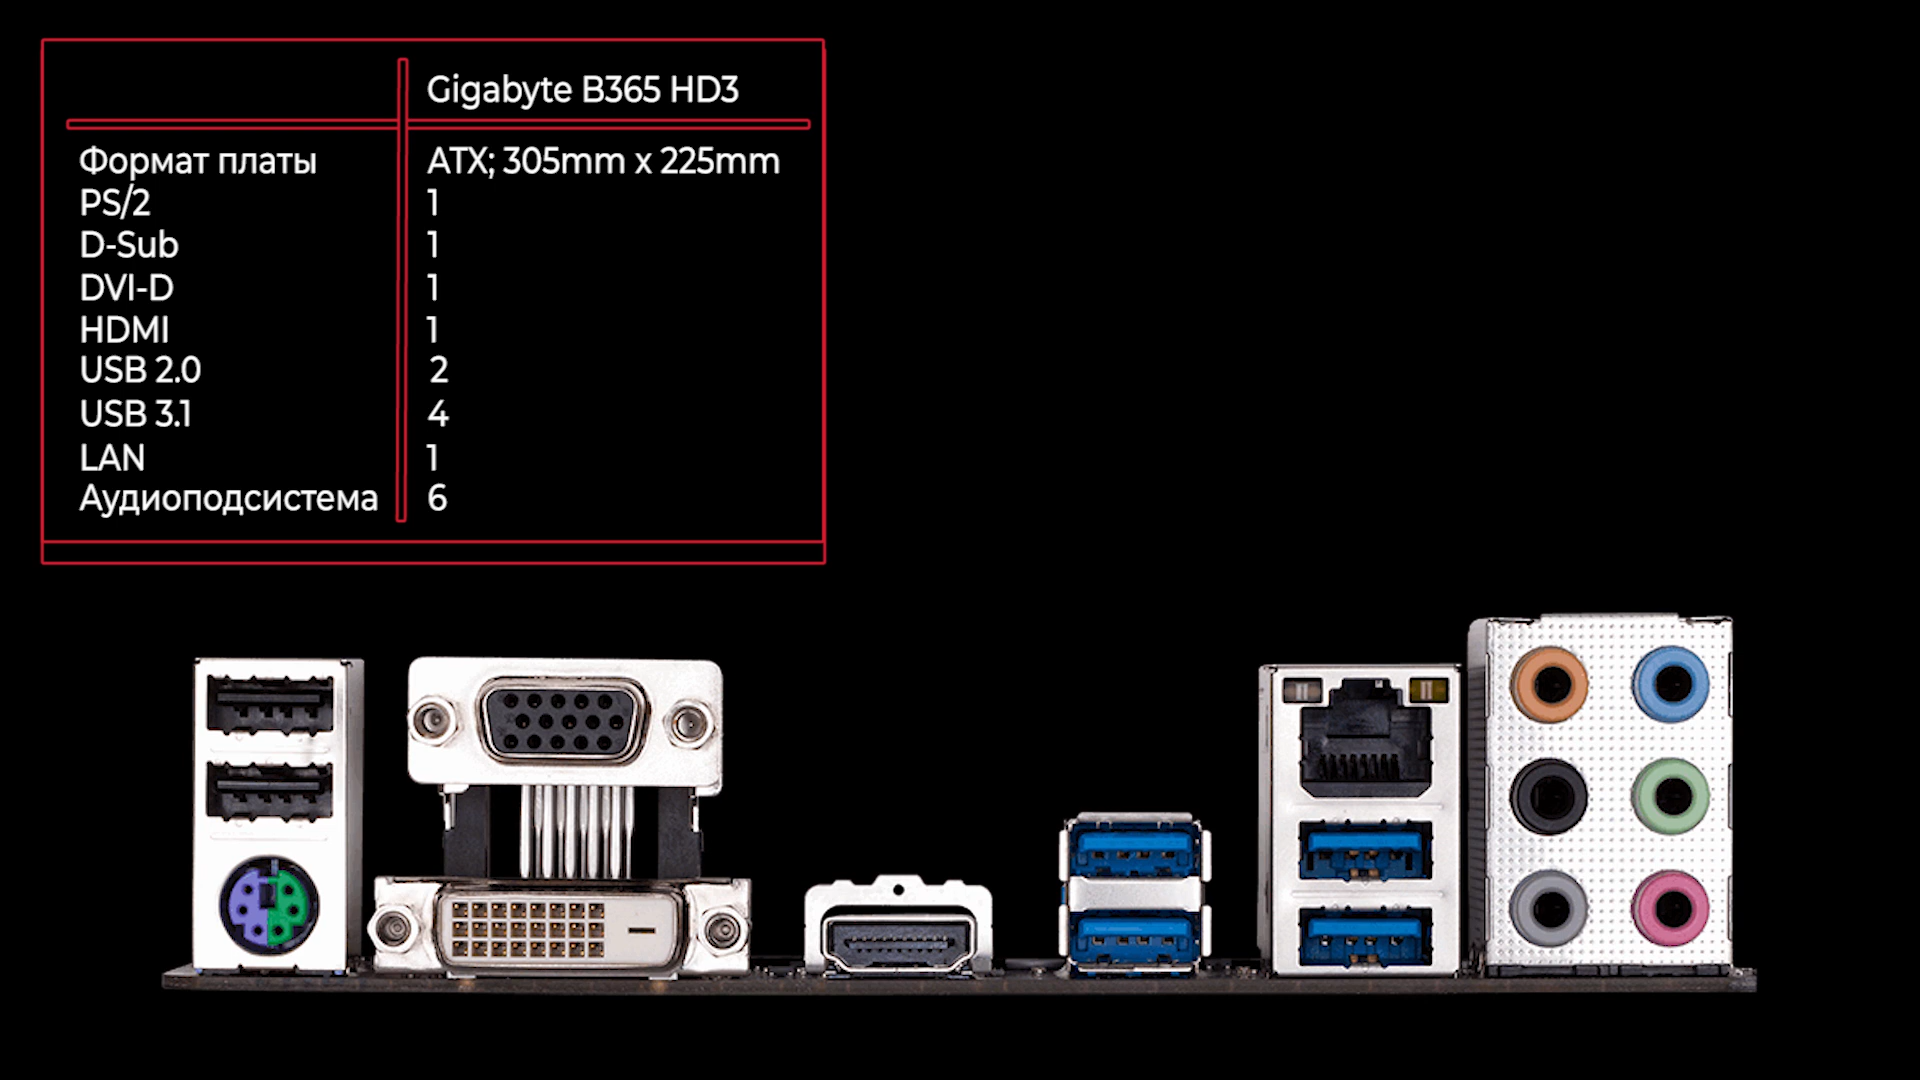 Gigabyte B365 HD3
Формат платы ATX; 305mm x 225mm
PS/2 1
D-Sub 1
DVI-D 1
HDMI 1
USB 2.0 2
USB 3.1 4
LAN 1
Аудиоподсистема 6